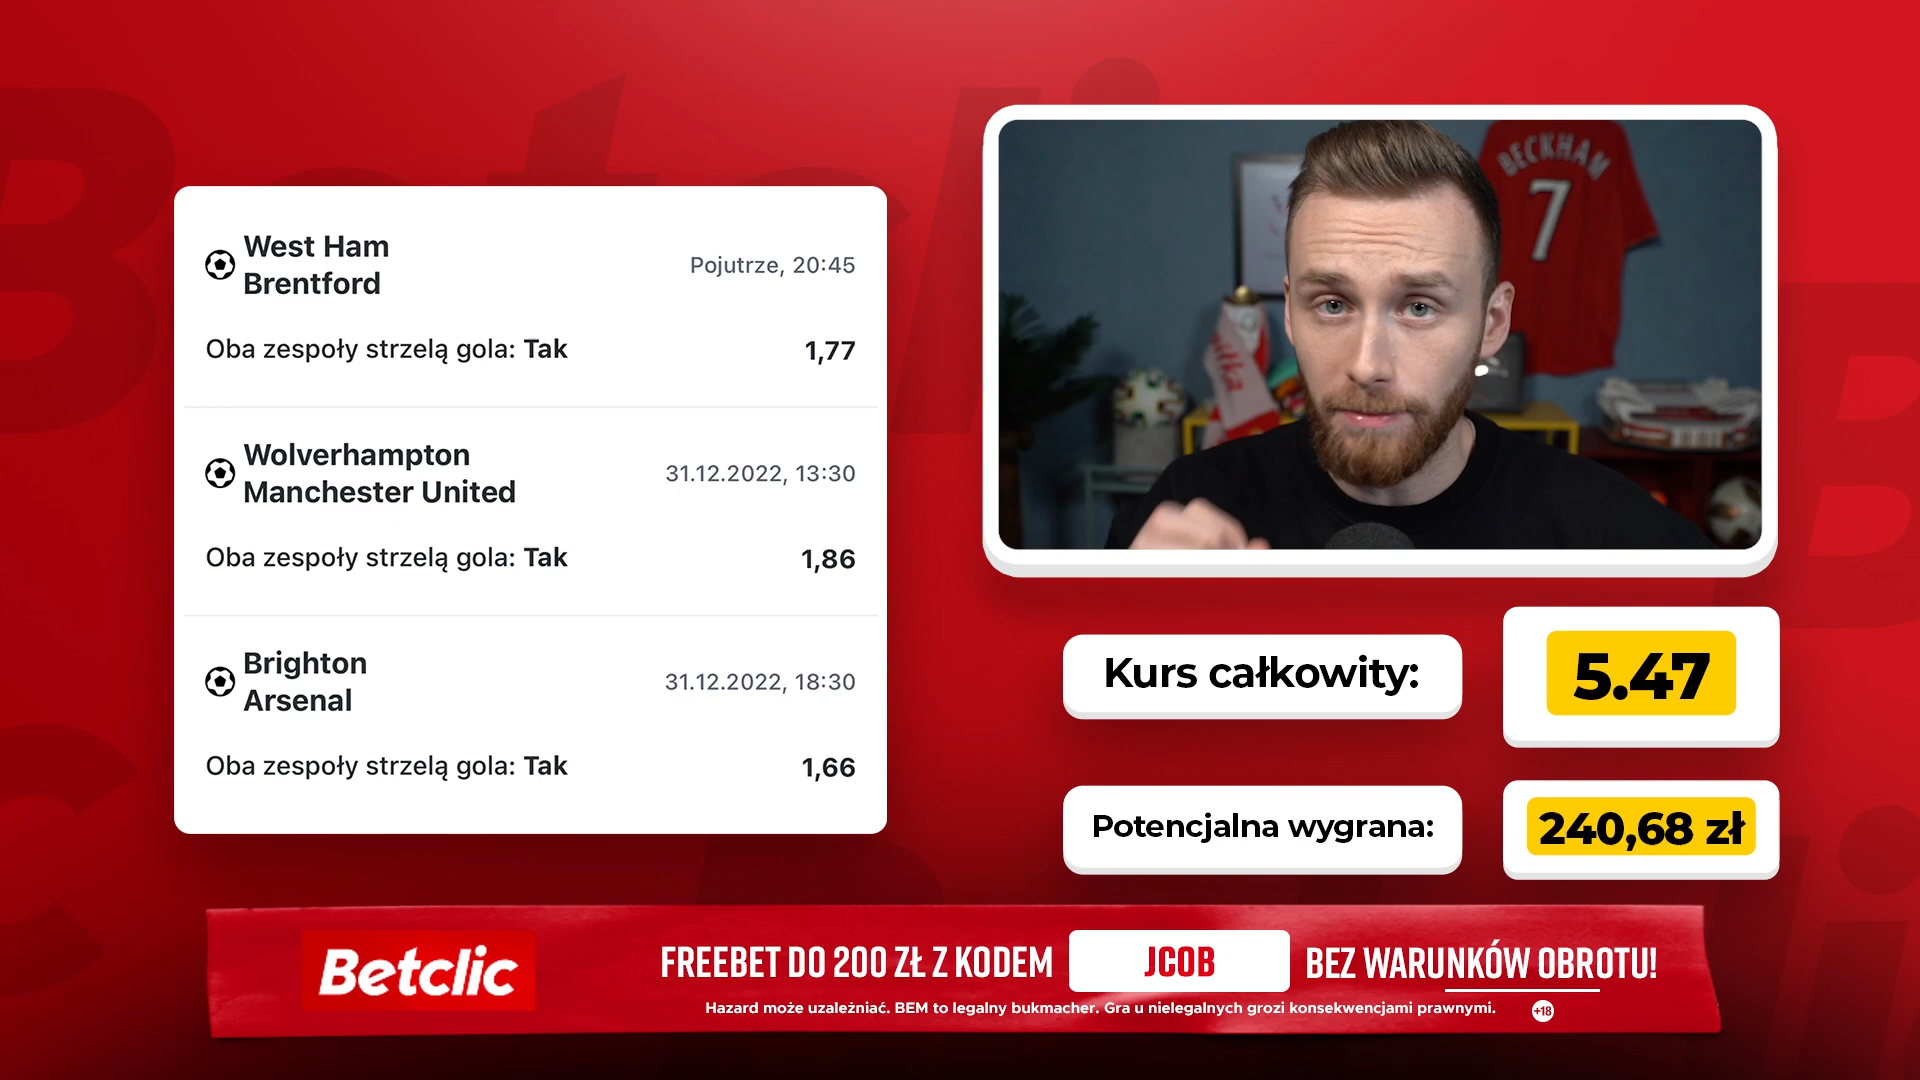 West Ham
Brentford
Pojutrze, 20:45
Oba zespoły strzelą gola: Tak
1,77
Wolverhampton
Manchester United
31.12.2022, 13:30
Oba zespoły strzelą gola: Tak
1,86
Brighton
Arsenal
31.12.2022, 18:30
Oba zespoły strzelą gola: Tak
1,66
BECKHAM
7
Kurs całkowity:
5.47
Potencjalna wygrana:
240,68 zł
Betclic
FREEBET DO 200 ZŁ Z KODEM
JCOB
BEZ WARUNKÓW OBROTU!
Hazard może uzależniać. BEM to legalny bukmacher. Gra u nielegalnych grozi konsekwencjami prawnymi.
+18